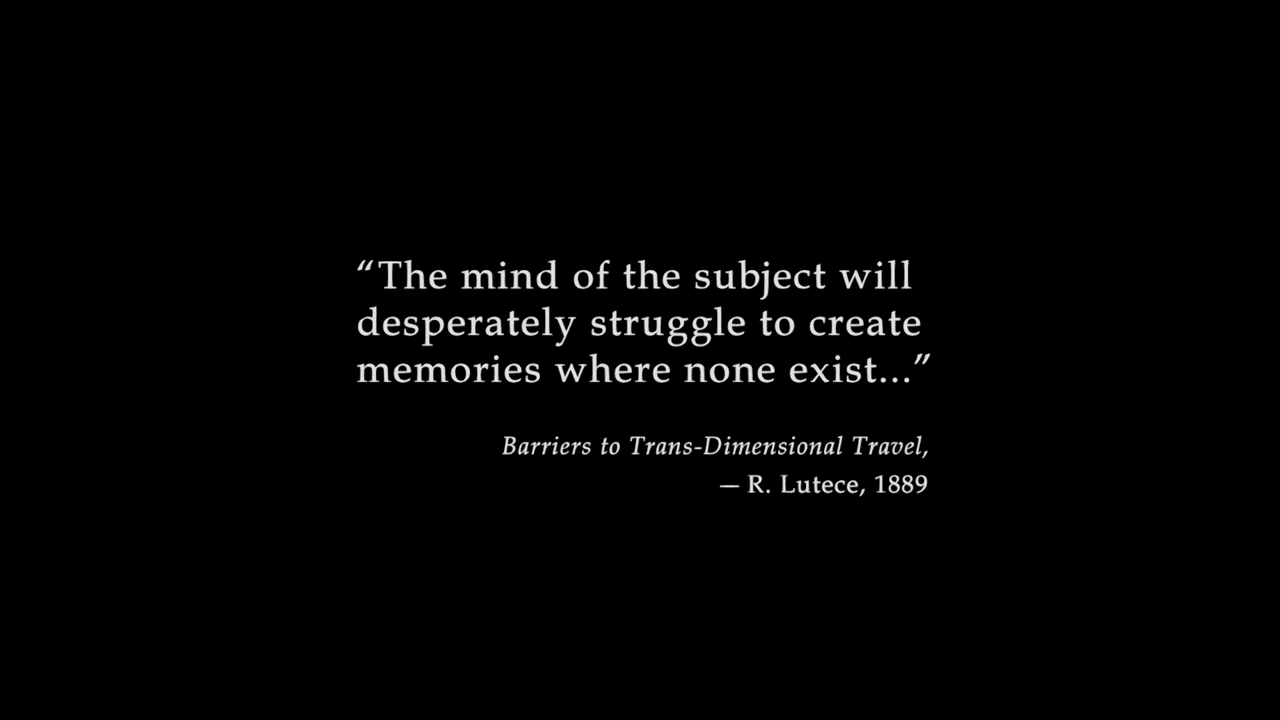 “The mind of the subject will
desperately struggle to create
memories where none exist...”
Barriers to Trans-Dimensional Travel,
— R. Lutece, 1889